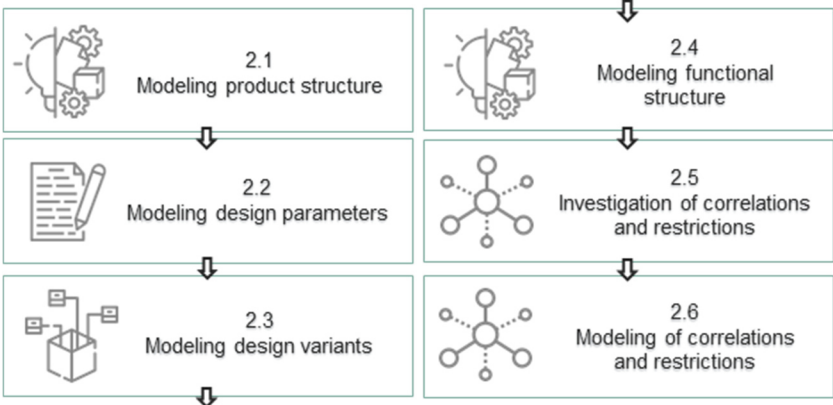 2.1
Modeling product structure
2.2
Modeling design parameters
2.3
Modeling design variants
2.4
Modeling functional
structure
2.5
Investigation of correlations
and restrictions
2.6
Modeling of correlations
and restrictions